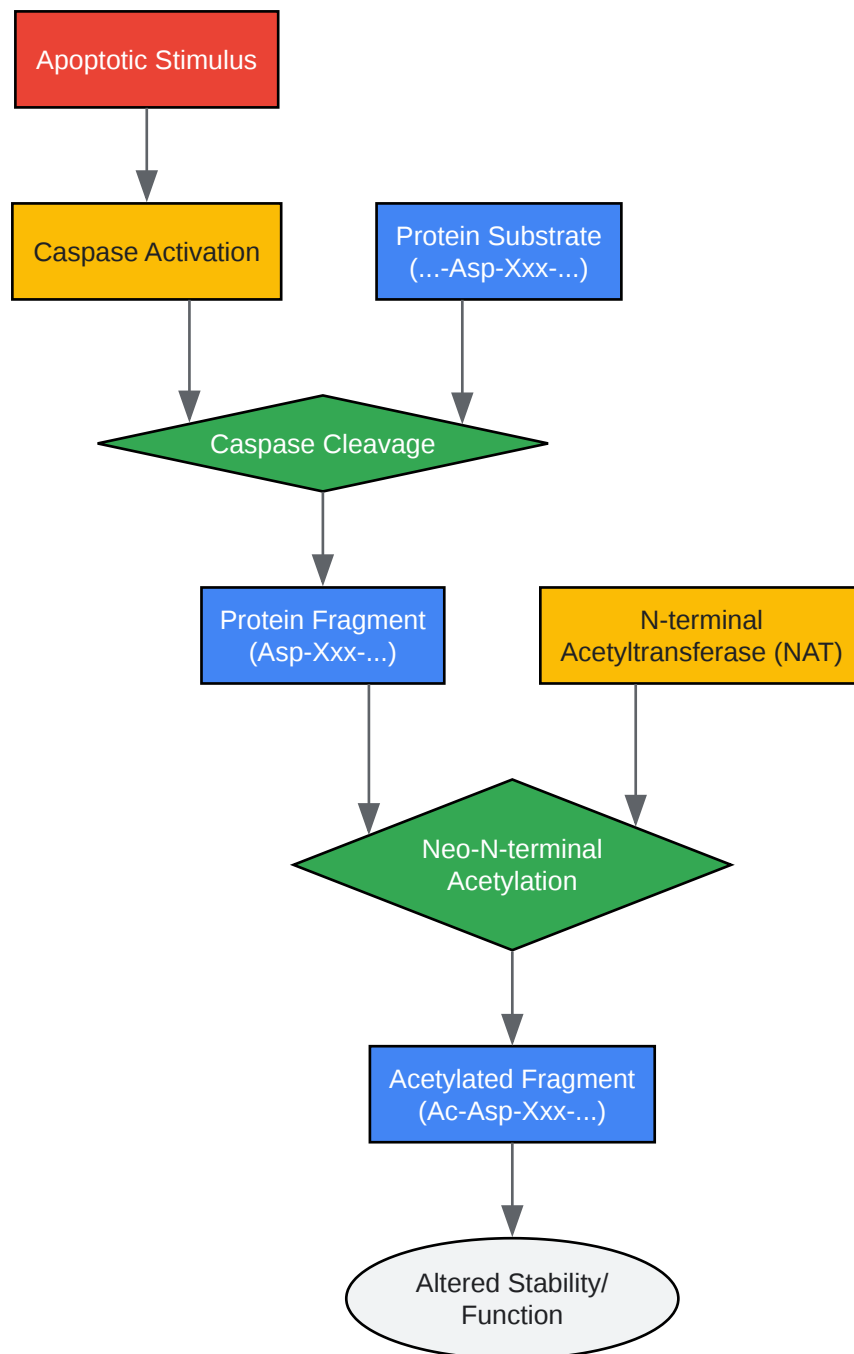 Apoptotic Stimulus
Caspase Activation
Protein Substrate
(...-Asp-Xxx-...)
Caspase Cleavage
Protein Fragment
(Asp-Xxx-...)
N-terminal
Acetyltransferase (NAT)
Neo-N-terminal
Acetylation
Acetylated Fragment
(Ac-Asp-Xxx-...)
Altered Stability/
Function